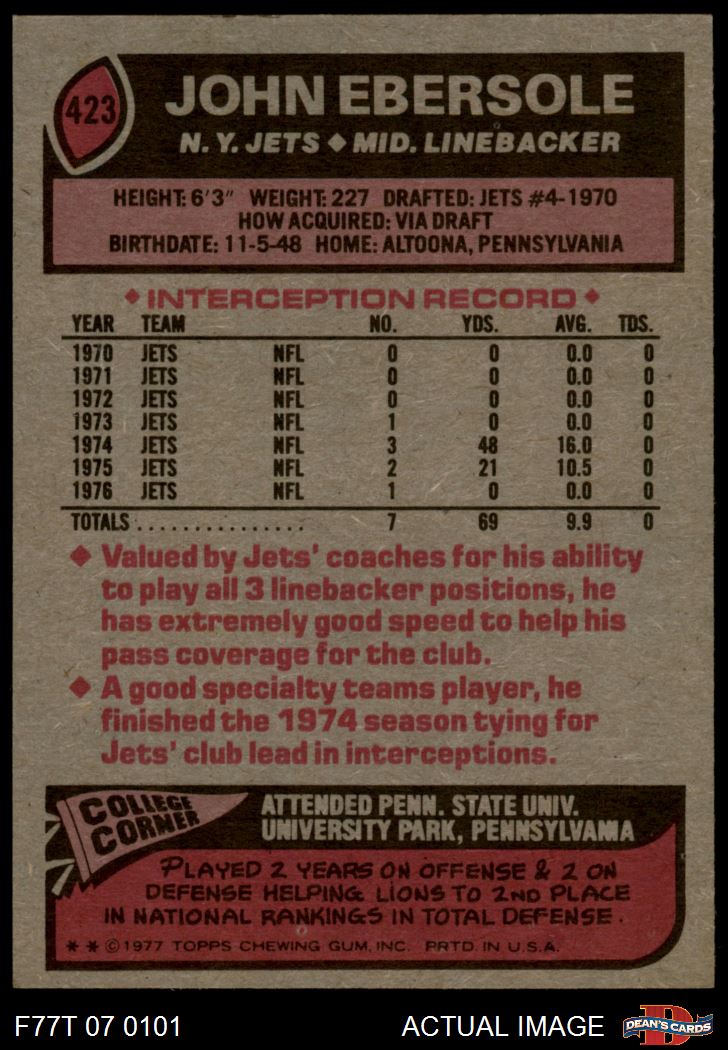 423
JOHN EBERSOLE
N. Y. JETS ♦ MID. LINEBACKER
HEIGHT: 6'3" WEIGHT: 227 DRAFTED: JETS #4-1970
HOW ACQUIRED: VIA DRAFT
BIRTHDATE: 11-5-48 HOME: ALTOONA, PENNSYLVANIA
♦ INTERCEPTION RECORD ♦
YEAR TEAM NO. YDS. AVG. TDS.
1970 JETS NFL 0 0 0.0 0
1971 JETS NFL 0 0 0.0 0
1972 JETS NFL 0 0 0.0 0
1973 JETS NFL 1 0 0.0 0
1974 JETS NFL 3 48 16.0 0
1975 JETS NFL 2 21 10.5 0
1976 JETS NFL 1 0 0.0 0
TOTALS................ 7 69 9.9 0
♦ Valued by Jets' coaches for his ability
to play all 3 linebacker positions, he
has extremely good speed to help his
pass coverage for the club.
♦ A good specialty teams player, he
finished the 1974 season tying for
Jets' club lead in interceptions.
COLLEGE
CORNER
ATTENDED PENN. STATE UNIV.
UNIVERSITY PARK, PENNSYLVANIA
PLAYED 2 YEARS ON OFFENSE & 2 ON
DEFENSE HELPING LIONS TO 2ND PLACE
IN NATIONAL RANKINGS IN TOTAL DEFENSE.
* * © 1977 TOPPS CHEWING GUM, INC. PRTD. IN U.S.A.
F77T 07 0101 ACTUAL IMAGE
D
DEAN'S CARDS